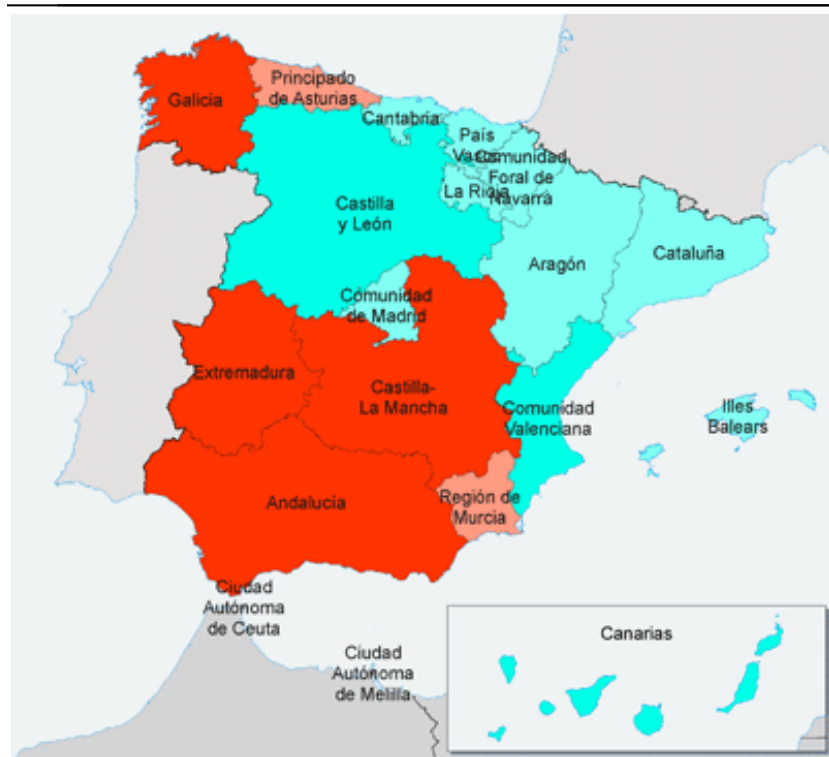 Galicia
Principado
de Asturias
Cantabria
País
Vasco
Comunidad
Foral de
Navarra
La Rioja
Castilla
y León
Aragón
Cataluña
Comunidad
de Madrid
Extremadura
Castilla-
La Mancha
Comunidad
Valenciana
Illes
Balears
Andalucía
Región de
Murcia
Ciudad
Autónoma
de Ceuta
Ciudad
Autónoma
de Melilla
Canarias